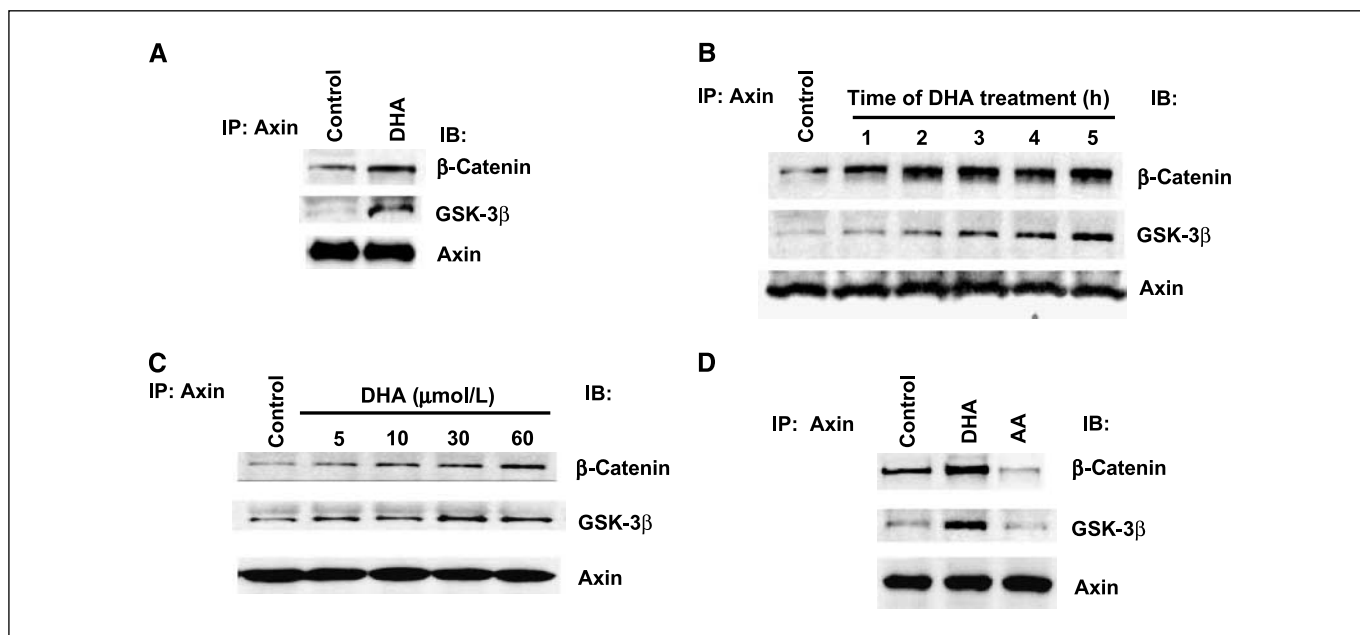 A
IP: Axin
Control
DHA
IB:
β-Catenin
GSK-3β
Axin
B
IP: Axin
Control
Time of DHA treatment (h)
IB:
1 2 3 4 5
β-Catenin
GSK-3β
Axin
C
IP: Axin
Control
DHA (μmol/L)
IB:
5 10 30 60
β-Catenin
GSK-3β
Axin
D
IP: Axin
Control
DHA
AA
IB:
β-Catenin
GSK-3β
Axin